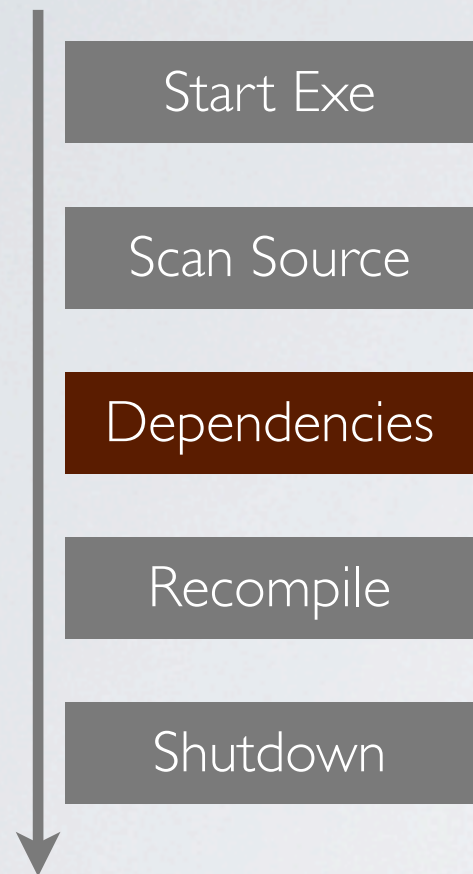 Start Exe
Scan Source
Dependencies
Recompile
Shutdown